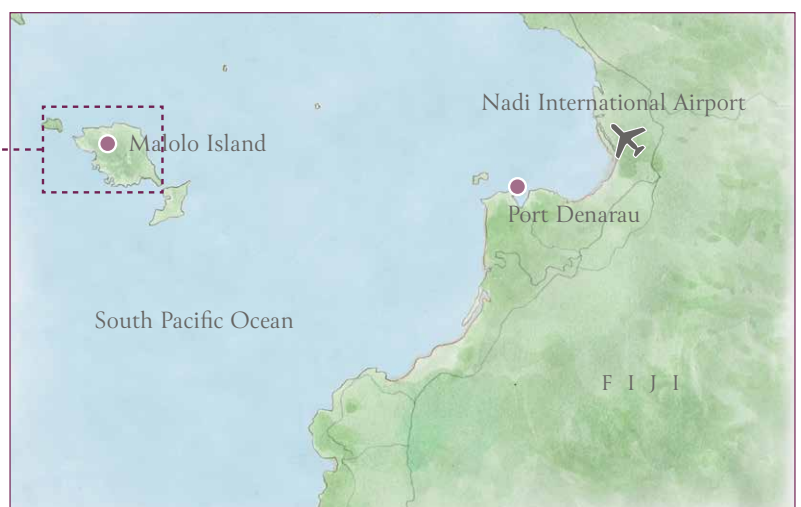 Nadi International Airport
Malolo Island
Port Denarau
South Pacific Ocean
F I J I